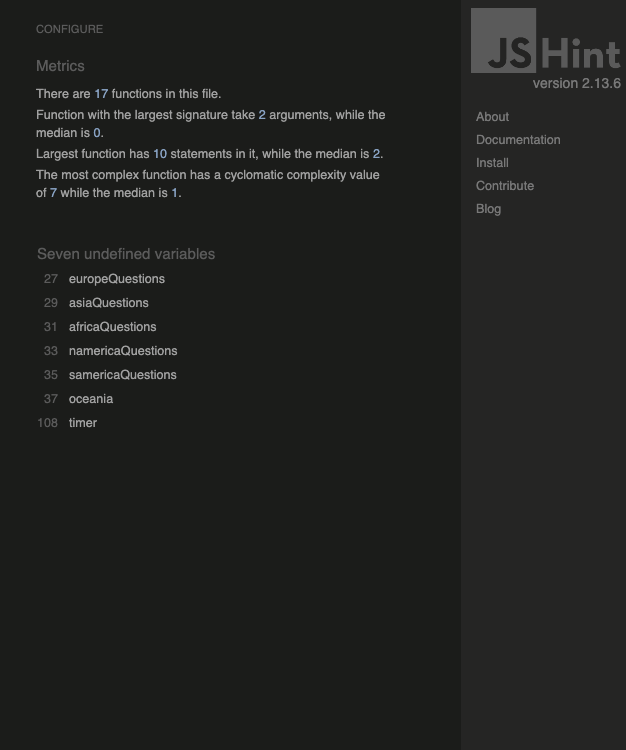 CONFIGURE
Metrics
There are 17 functions in this file.
Function with the largest signature take 2 arguments, while the
median is 0.
Largest function has 10 statements in it, while the median is 2.
The most complex function has a cyclomatic complexity value
of 7 while the median is 1.
Seven undefined variables
27 europeQuestions
29 asiaQuestions
31 africaQuestions
33 namericaQuestions
35 samericaQuestions
37 oceania
108 timer
JSHint
version 2.13.6
About
Documentation
Install
Contribute
Blog